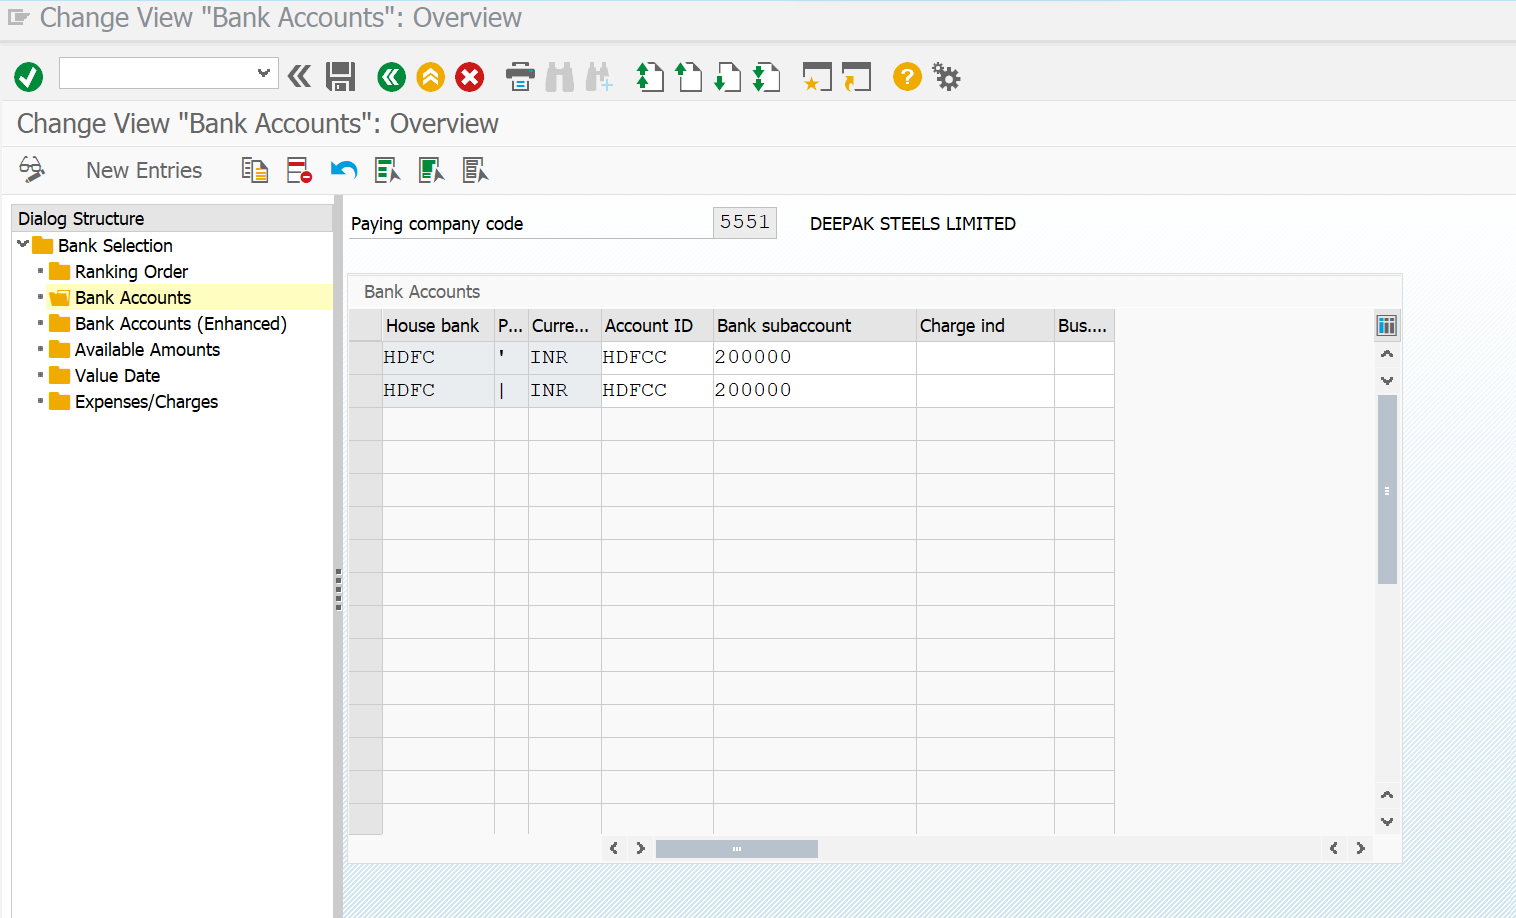 Change View "Bank Accounts": Overview
Change View "Bank Accounts": Overview
New Entries
Dialog Structure
Bank Selection
Ranking Order
Bank Accounts
Bank Accounts (Enhanced)
Available Amounts
Value Date
Expenses/Charges
Paying company code 5551 DEEPAK STEELS LIMITED
Bank Accounts
House bank P... Curre... Account ID Bank subaccount Charge ind Bus....
HDFC ' INR HDFCC 200000
HDFC | INR HDFCC 200000